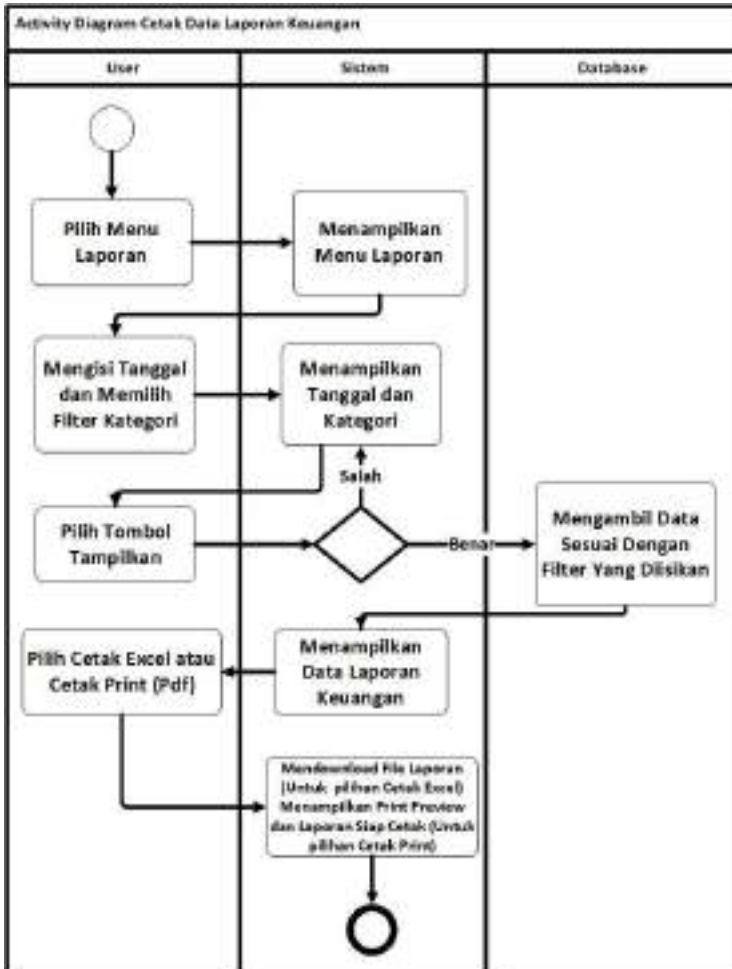 Activity Diagram Cetak Data Laporan Keuangan
User
Sistem
Database
Pilih Menu
Laporan
Menampilkan
Menu Laporan
Mengisi Tanggal
dan Memilih
Filter Kategori
Menampilkan
Tanggal dan
Kategori
Salah
Pilih Tombol
Tampilkan
Benar
Mengambil Data
Sesuai Dengan
Filter Yang Diisikan
Menampilkan
Data Laporan
Keuangan
Pilih Cetak Excel atau
Cetak Print (Pdf)
Mendownload File Laporan
(Untuk pilihan Cetak Excel)
Menampilkan Print Preview
dan Laporan Siap Cetak (Untuk
pilihan Cetak Print)